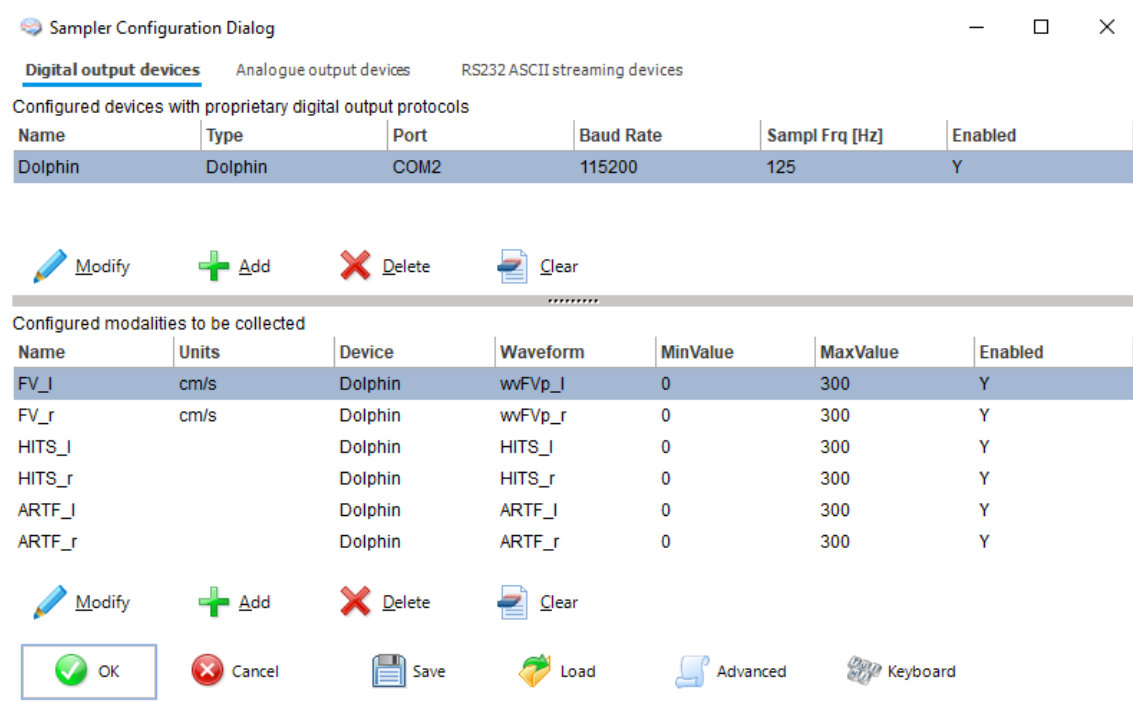 Sampler Configuration Dialog
Digital output devices Analogue output devices RS232 ASCII streaming devices
Configured devices with proprietary digital output protocols
Name Type Port Baud Rate Sampl Frq [Hz] Enabled
Dolphin Dolphin COM2 115200 125 Y
Modify Add Delete Clear
Configured modalities to be collected
Name Units Device Waveform MinValue MaxValue Enabled
FV_l cm/s Dolphin wvFVp_l 0 300 Y
FV_r cm/s Dolphin wvFVp_r 0 300 Y
HITS_l Dolphin HITS_l 0 300 Y
HITS_r Dolphin HITS_r 0 300 Y
ARTF_l Dolphin ARTF_l 0 300 Y
ARTF_r Dolphin ARTF_r 0 300 Y
Modify Add Delete Clear
OK Cancel Save Load Advanced Keyboard